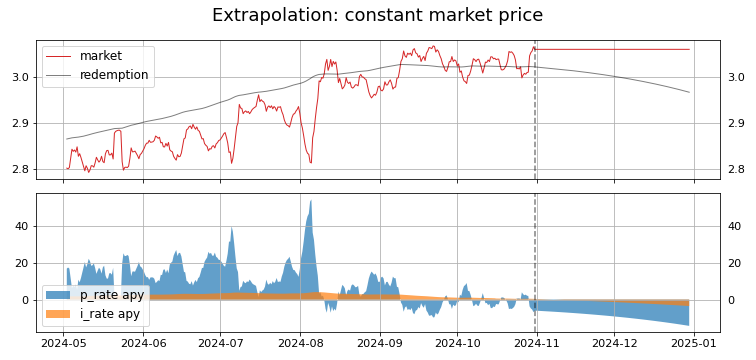 Extrapolation: constant market price
market
redemption
3.0 3.0
2.9 2.9
2.8 2.8
40 40
20 20
0 0
p_rate apy
i_rate apy
2024-05 2024-06 2024-07 2024-08 2024-09 2024-10 2024-11 2024-12 2025-01